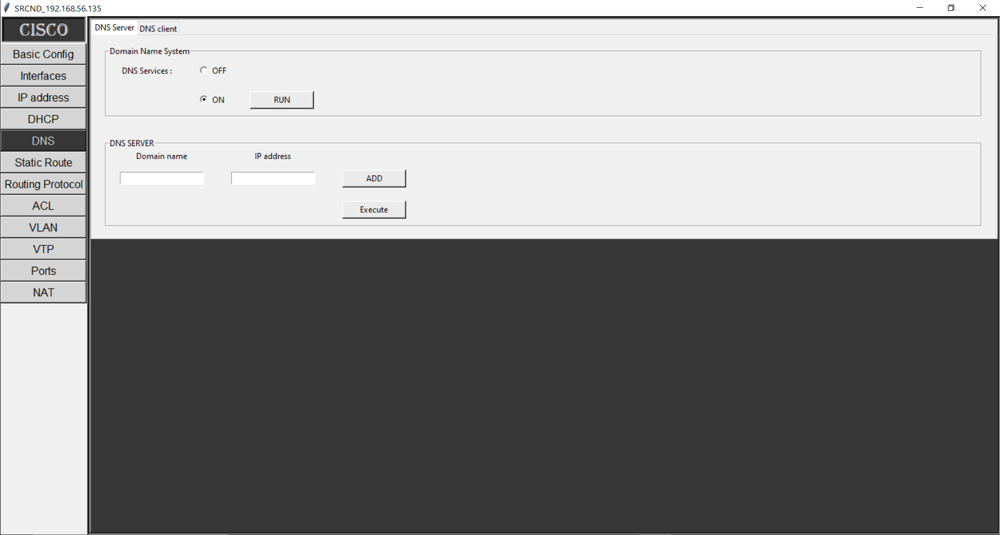 SRCND_192.168.56.135
CISCO
Basic Config
Interfaces
IP address
DHCP
DNS
Static Route
Routing Protocol
ACL
VLAN
VTP
Ports
NAT
DNS Server DNS client
Domain Name System
DNS Services : OFF
ON RUN
DNS SERVER
Domain name IP address
ADD
Execute